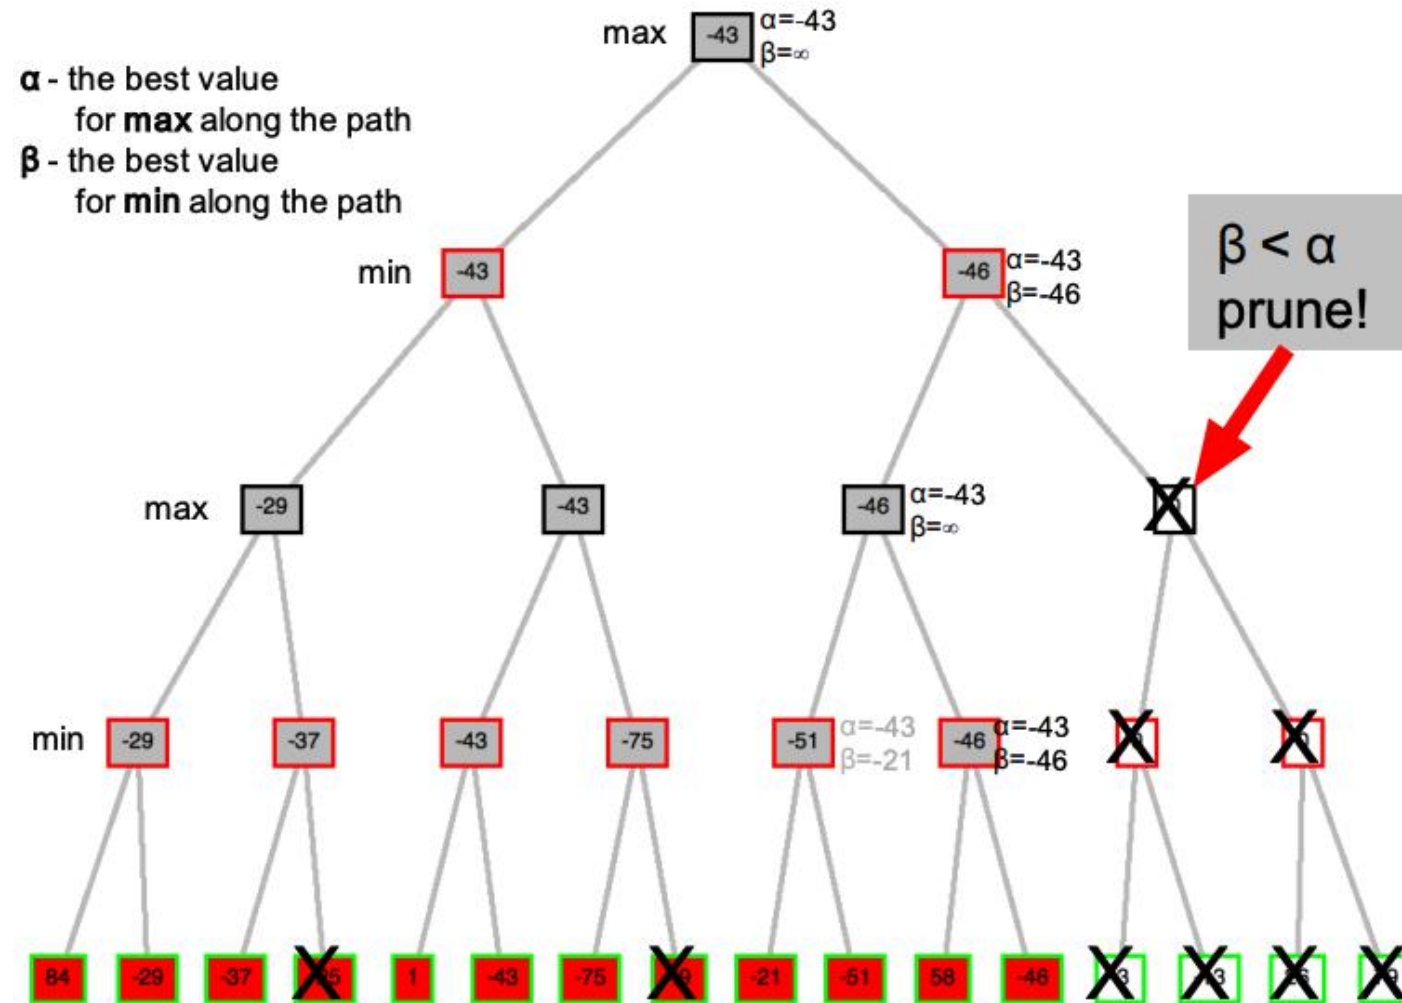 max
-43
α=-43
β=∞
α - the best value
for max along the path
β - the best value
for min along the path
β < α
prune!
min
-43
-46
α=-43
β=-46
max
-29
-43
-46
α=-43
β=∞
min
-29
-37
-43
-75
-51
α=-43
β=-21
-46
α=-43
β=-46
84
-29
-37
1
-43
-75
-21
-51
58
-46